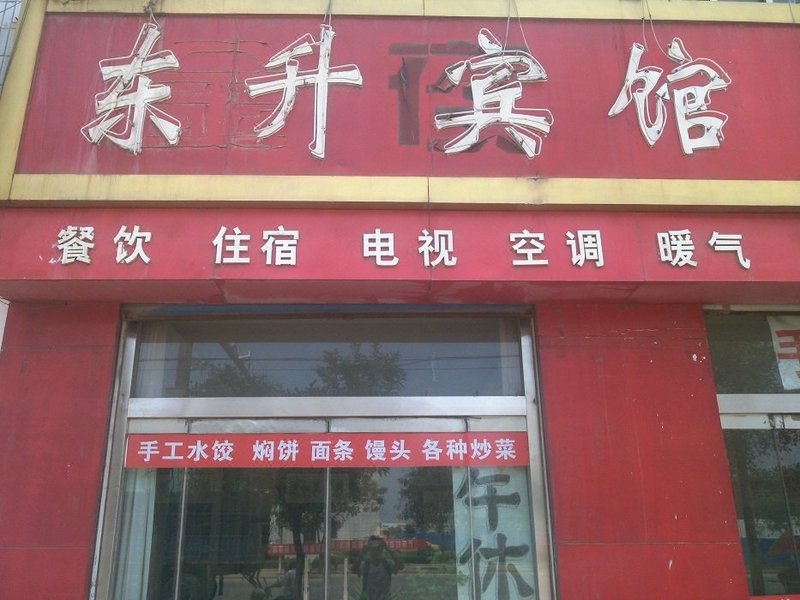 东升宾馆
餐饮 住宿 电视 空调 暖气
手工水饺 焖饼 面条 馒头 各种炒菜
午休